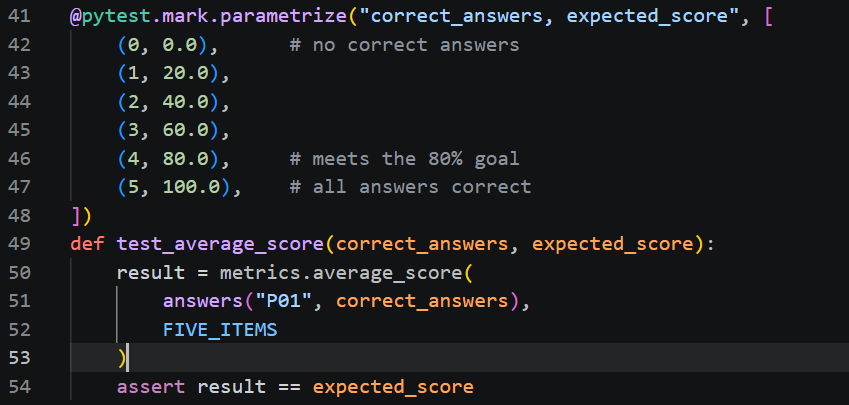 41 @pytest.mark.parametrize("correct_answers, expected_score", [
42     (0, 0.0),      # no correct answers
43     (1, 20.0),
44     (2, 40.0),
45     (3, 60.0),
46     (4, 80.0),     # meets the 80% goal
47     (5, 100.0),    # all answers correct
48 ])
49 def test_average_score(correct_answers, expected_score):
50     result = metrics.average_score(
51         answers("P01", correct_answers),
52         FIVE_ITEMS
53     )
54     assert result == expected_score